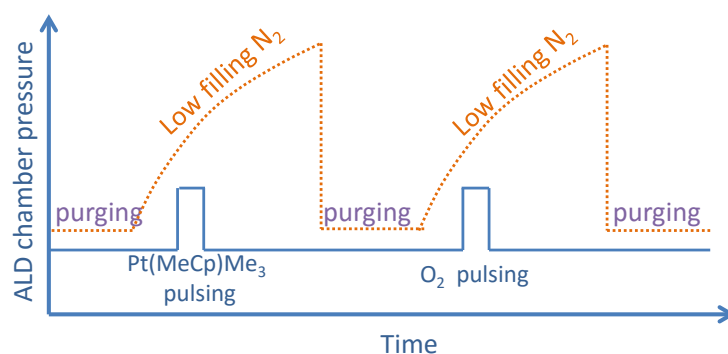 ALD chamber pressure
Low filling N₂
Low filling N₂
purging
purging
purging
Pt(MeCp)Me₃
pulsing
O₂ pulsing
Time